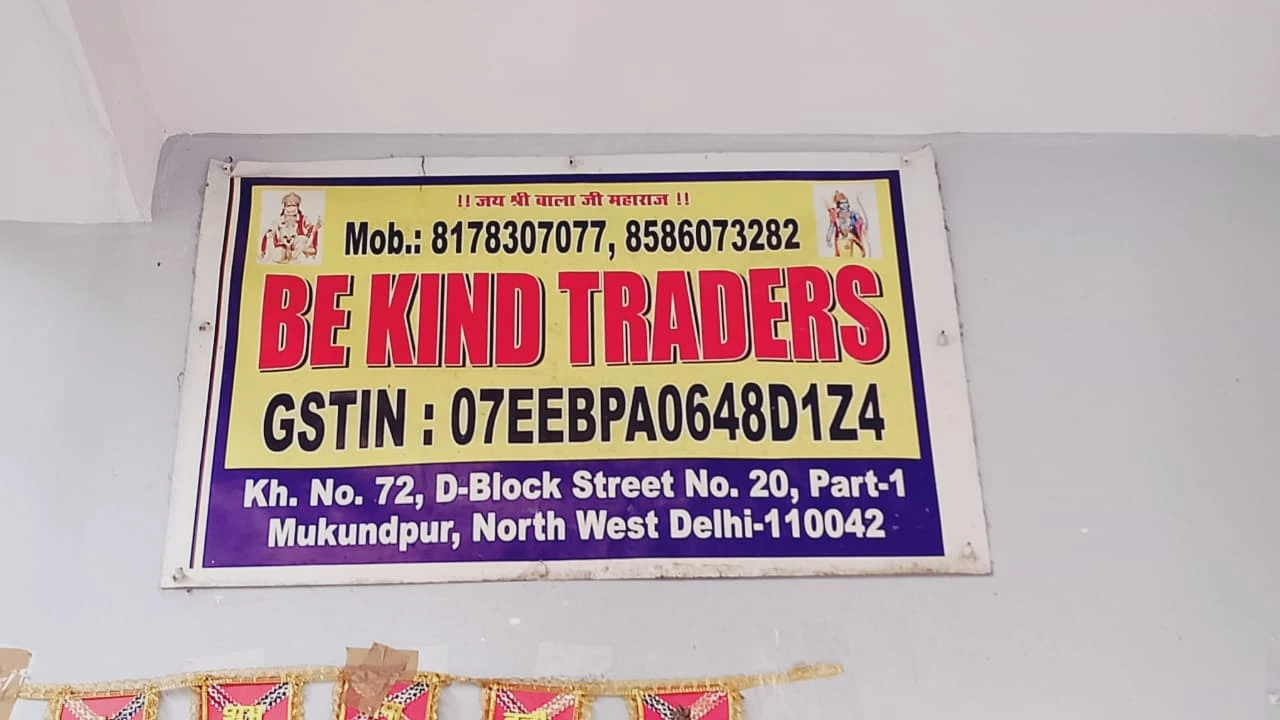 !! जय श्री बाला जी महाराज !!
Mob.: 8178307077, 8586073282
BE KIND TRADERS
GSTIN : 07EEBPA0648D1Z4
Kh. No. 72, D-Block Street No. 20, Part-1
Mukundpur, North West Delhi-110042